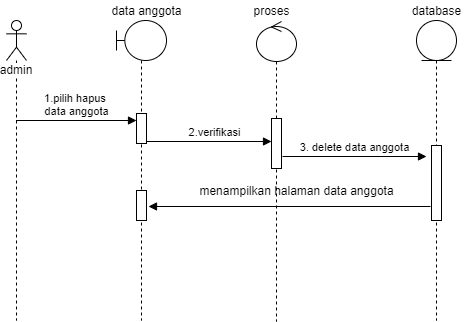 data anggota
proses
database
admin
1.pilih hapus
data anggota
2.verifikasi
3. delete data anggota
menampilkan halaman data anggota